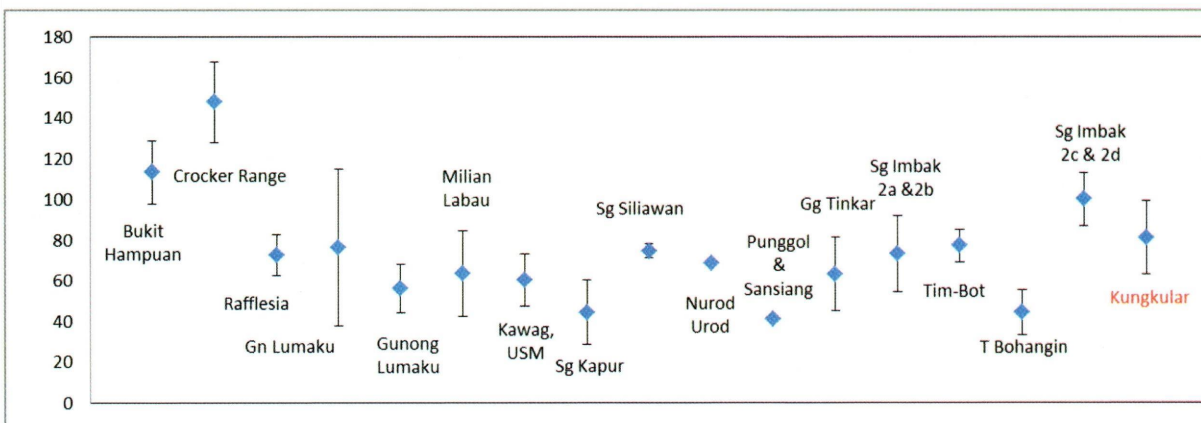 180
160
140
120
100
80
60
40
20
0
Bukit
Hampuan
Crocker Range
Rafflesia
Gn Lumaku
Gunong
Lumaku
Milian
Labau
Kawag,
USM
Sg Kapur
Sg Siliawan
Nurod
Urod
Punggol
&
Sansiang
Gg Tinkar
Sg Imbak
2a &2b
Tim-Bot
T Bohangin
Sg Imbak
2c & 2d
Kungkular